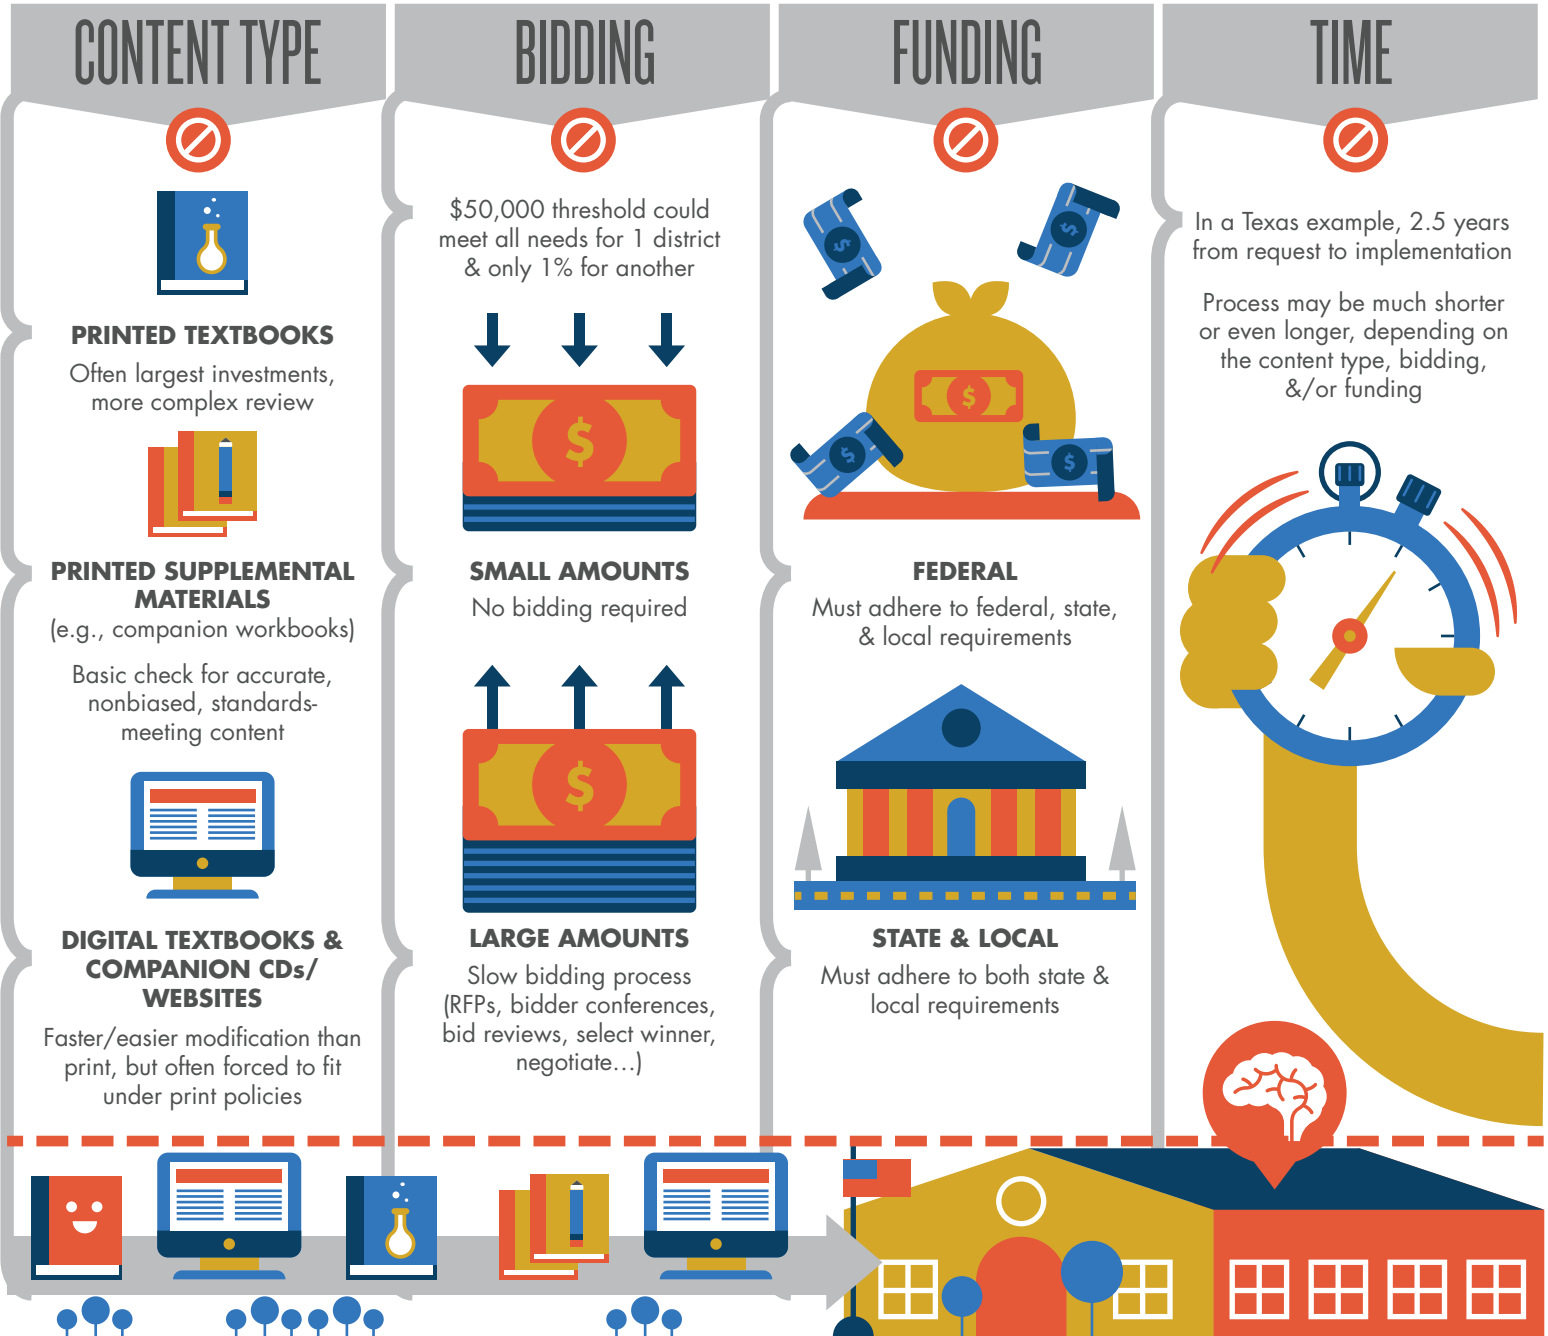 CONTENT TYPE
PRINTED TEXTBOOKS
Often largest investments,
more complex review
PRINTED SUPPLEMENTAL
MATERIALS
(e.g., companion workbooks)
Basic check for accurate,
nonbiased, standards-
meeting content
DIGITAL TEXTBOOKS &
COMPANION CDs/
WEBSITES
Faster/easier modification than
print, but often forced to fit
under print policies
BIDDING
$50,000 threshold could
meet all needs for 1 district
& only 1% for another
$
SMALL AMOUNTS
No bidding required
$
LARGE AMOUNTS
Slow bidding process
(RFPs, bidder conferences,
bid reviews, select winner,
negotiate...)
FUNDING
$
$
$
$
$
FEDERAL
Must adhere to federal, state,
& local requirements
STATE & LOCAL
Must adhere to both state &
local requirements
TIME
In a Texas example, 2.5 years
from request to implementation
Process may be much shorter
or even longer, depending on
the content type, bidding,
&/or funding